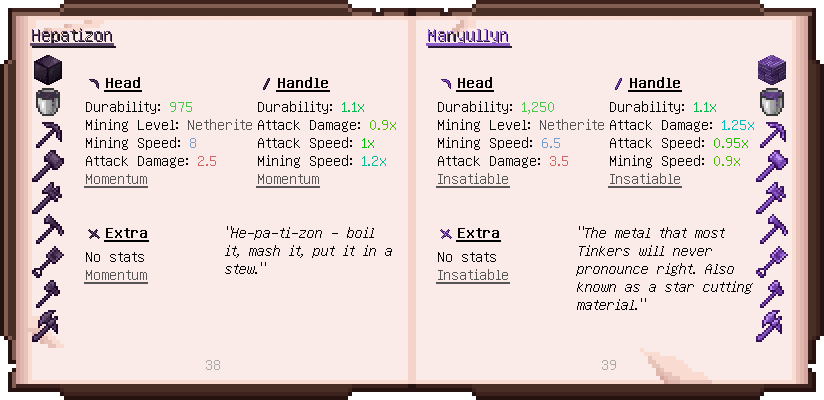 Hepatizon
Head
Durability: 975
Mining Level: Netherite
Mining Speed: 8
Attack Damage: 2.5
Momentum
Handle
Durability: 1.1x
Attack Damage: 0.9x
Attack Speed: 1x
Mining Speed: 1.2x
Momentum
Extra
No stats
Momentum
"He-pa-ti-zon - boil
it, mash it, put it in a
stew."
38
Manyullyn
Head
Durability: 1,250
Mining Level: Netherite
Mining Speed: 6.5
Attack Damage: 3.5
Insatiable
Handle
Durability: 1.1x
Attack Damage: 1.25x
Attack Speed: 0.95x
Mining Speed: 0.9x
Insatiable
Extra
No stats
Insatiable
"The metal that most
Tinkers will never
pronounce right. Also
known as a star cutting
material."
39